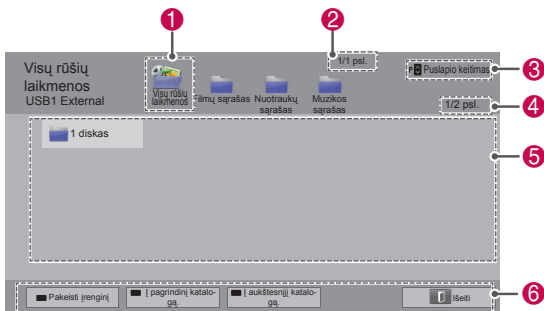 1
2
1/1 psl.
Visų rūšių
laikmenos
USB1 External
Visų rūšių
laikmenos
Filmų sąrašas
Nuotraukų
sąrašas
Muzikos
sąrašas
P Puslapio keitimas
3
1/2 psl.
4
1 diskas
5
Pakeisti įrenginį
Į pagrindinį katalo-
gą.
Į aukštesnįjį katalo-
gą.
Išeiti
6